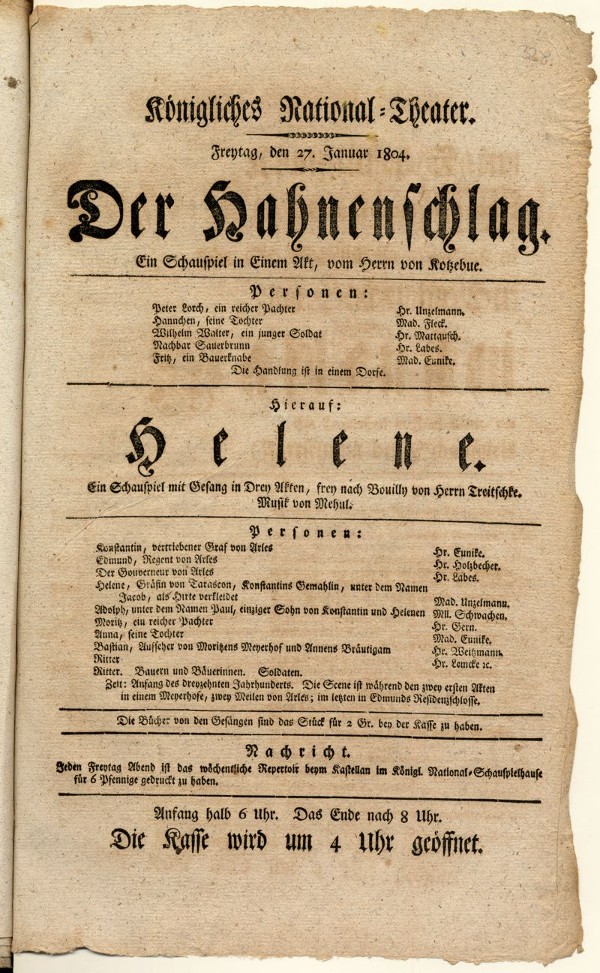 Königliches National-Theater.
Freytag, den 27. Januar 1804.
Der Hahnenschlag.
Ein Schauspiel in Einem Akt, vom Herrn von Kotzebue.
Personen:
Peter Lorch, ein reicher Pachter Hr. Unzelmann.
Hannchen, seine Tochter Mad. Fleck.
Wilhelm Walter, ein junger Soldat Hr. Mattausch.
Nachbar Sauerbrunn Hr. Labes.
Fritz, ein Bauerknabe Mad. Eunike.
Die Handlung ist in einem Dorfe.
Hierauf:
Helene.
Ein Schauspiel mit Gesang in Drey Akten, frey nach Bouilly von Herrn Treitschke.
Musik von Mehul.
Personen:
Konstantin, vertriebener Graf von Arles Hr. Eunike.
Edmund, Regent von Arles Hr. Holzbecher.
Der Gouverneur von Arles Hr. Labes.
Helene, Gräfin von Tarascon, Konstantins Gemahlin, unter dem Namen
Jacob, als Hirte verkleidet Mad. Unzelmann.
Adolph, unter dem Namen Paul, einziger Sohn von Konstantin und Helenen Mll. Schwachen.
Moritz, ein reicher Pachter Hr. Gern.
Anna, seine Tochter Mad. Eunike.
Bastian, Aufseher von Moritzens Meyerhof und Annens Bräutigam Hr. Weitzmann.
Ritter Hr. Lemcke ꝛc.
Ritter. Bauern und Bäuerinnen. Soldaten.
Zeit: Anfang des dreyzehnten Jahrhunderts. Die Scene ist während den zwey ersten Akten
in einem Meyerhofe, zwey Meilen von Arles; im letzten in Edmunds Residenzschlosse.
Die Bücher von den Gesängen sind das Stück für 2 Gr. bey der Kasse zu haben.
Nachricht.
Jeden Freytag Abend ist das wöchentliche Repertoir beym Kastellan im Königl. National-Schauspielhause
für 6 Pfennige gedruckt zu haben.
Anfang halb 6 Uhr. Das Ende nach 8 Uhr.
Die Kasse wird um 4 Uhr geöffnet.